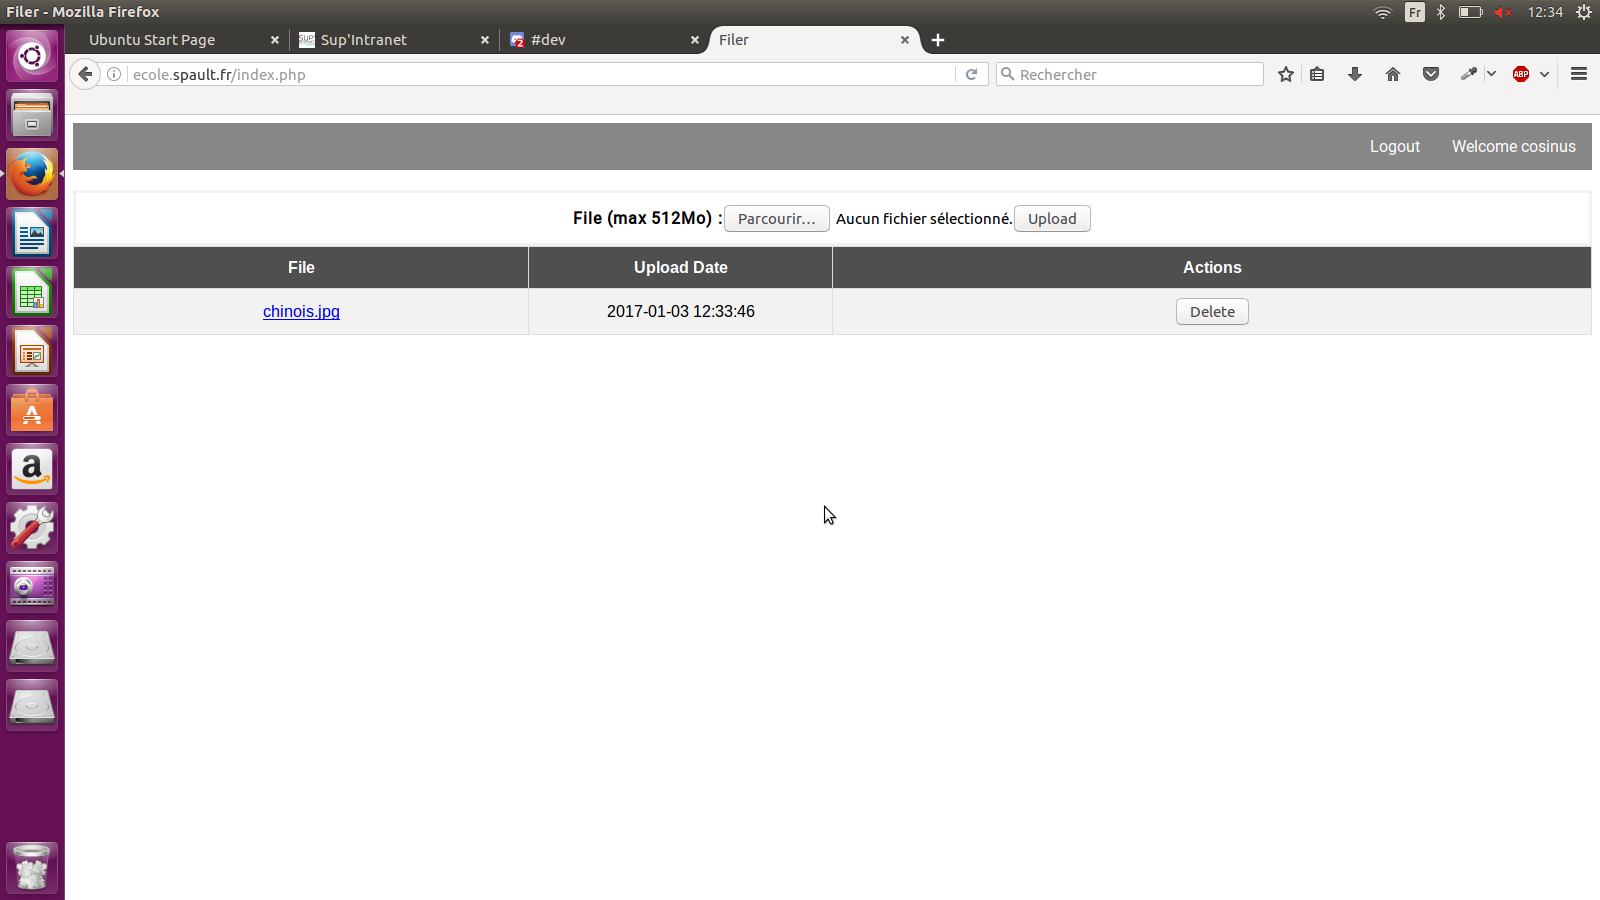 Filer - Mozilla Firefox
Fr
12:34
Ubuntu Start Page
Sup'Intranet
#dev
Filer
ecole.spault.fr/index.php
Rechercher
ABP
Logout
Welcome cosinus
File (max 512Mo) : Parcourir... Aucun fichier sélectionné. Upload
File
Upload Date
Actions
chinois.jpg
2017-01-03 12:33:46
Delete